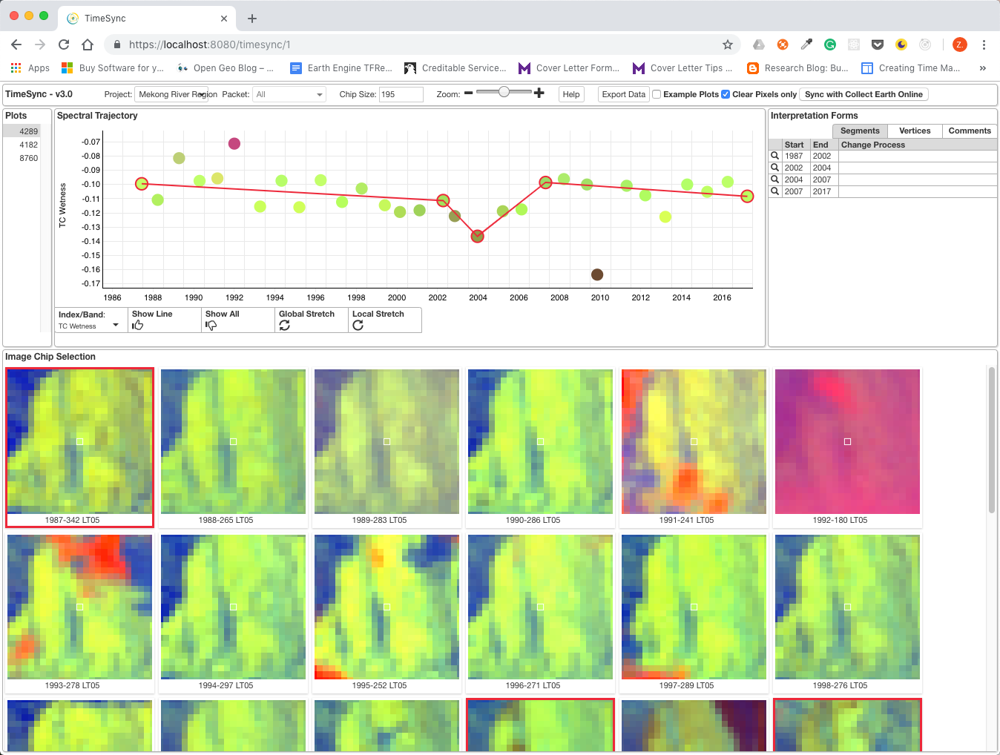 TimeSync
https://localhost:8080/timesync/1
Z.
Apps
Buy Software for y...
Open Geo Blog – ...
Earth Engine TFRe...
Creditable Service...
Cover Letter Form...
Cover Letter Tips ...
Research Blog: Bu...
Creating Time Ma...
»
TimeSync - v3.0
Project: Mekong River Region
Packet: All
Chip Size: 195
Zoom:
Help
Export Data
Example Plots
Clear Pixels only
Sync with Collect Earth Online
Plots
4289
4182
8760
Spectral Trajectory
TC Wetness
-0.07
-0.08
-0.09
-0.10
-0.11
-0.12
-0.13
-0.14
-0.15
-0.16
-0.17
1986 1988 1990 1992 1994 1996 1998 2000 2002 2004 2006 2008 2010 2012 2014 2016
Index/Band:
TC Wetness
Show Line
Show All
Global Stretch
Local Stretch
Interpretation Forms
Segments Vertices Comments
Start End Change Process
1987 2002
2002 2004
2004 2007
2007 2017
Image Chip Selection
1987-342 LT05
1988-265 LT05
1989-283 LT05
1990-286 LT05
1991-241 LT05
1992-180 LT05
1993-278 LT05
1994-297 LT05
1995-252 LT05
1996-271 LT05
1997-289 LT05
1998-276 LT05